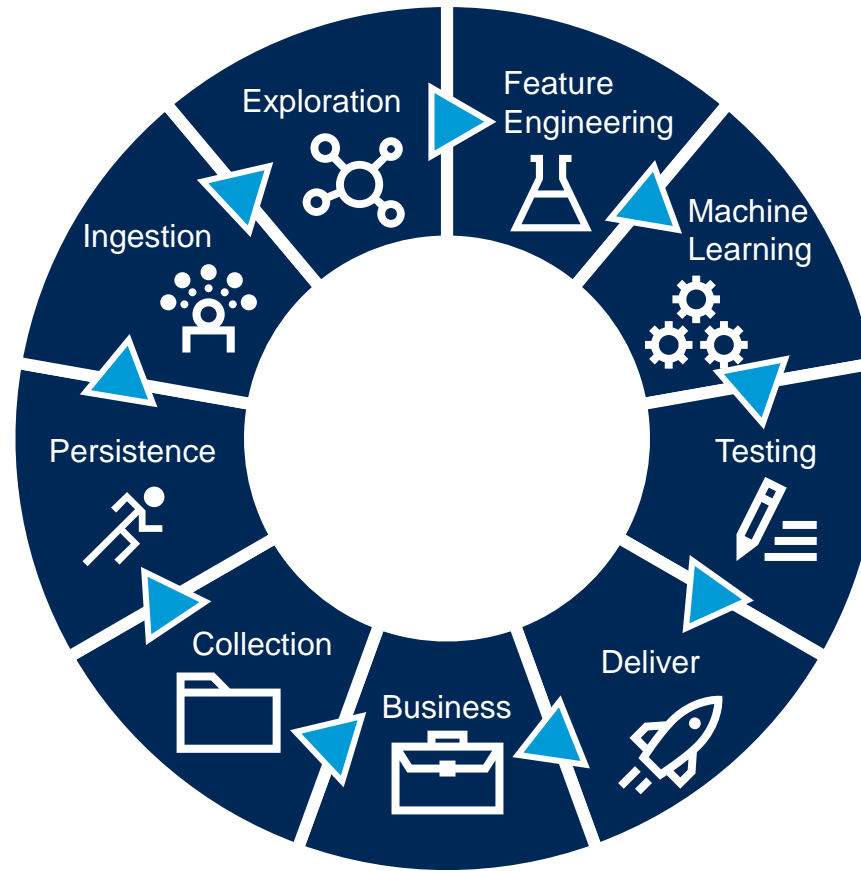 Exploration
Feature
Engineering
Machine
Learning
Testing
Deliver
Business
Collection
Persistence
Ingestion